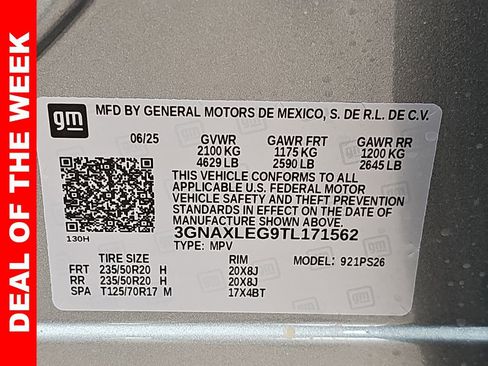 DEAL OF THE WEEK
gm
MFD BY GENERAL MOTORS DE MEXICO, S. DE R.L. DE C.V.
06/25 GVWR GAWR FRT GAWR RR
2100 KG 1175 KG 1200 KG
4629 LB 2590 LB 2645 LB
THIS VEHICLE CONFORMS TO ALL
APPLICABLE U.S. FEDERAL MOTOR
VEHICLE SAFETY AND THEFT PREVENTION
STANDARDS IN EFFECT ON THE DATE OF
MANUFACTURE SHOWN ABOVE.
130H
3GNAXLEG9TL171562
TYPE: MPV
TIRE SIZE RIM MODEL: 921PS26
FRT 235/50R20 H 20X8J
RR 235/50R20 H 20X8J
SPA T125/70R17 M 17X4BT